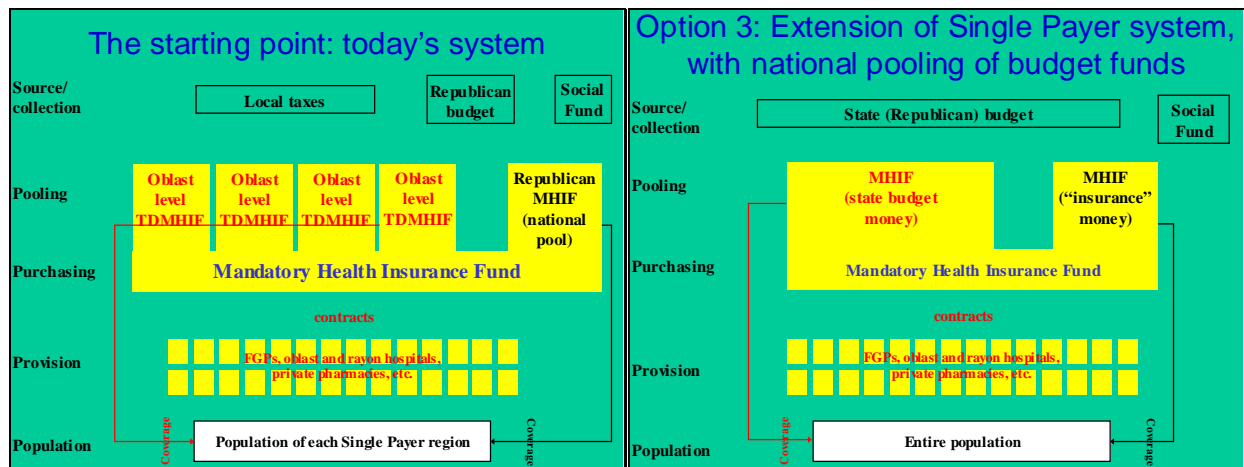 The starting point: today's system
Source/
collection
Local taxes
Republican
budget
Social
Fund
Pooling
Oblast
level
TDMHIF
Oblast
level
TDMHIF
Oblast
level
TDMHIF
Oblast
level
TDMHIF
Republican
MHIF
(national
pool)
Purchasing
Mandatory Health Insurance Fund
contracts
Provision
FGPs, oblast and rayon hospitals,
private pharmacies, etc.
Population
Coverage
Population of each Single Payer region
Coverage
Option 3: Extension of Single Payer system,
with national pooling of budget funds
Source/
collection
State (Republican) budget
Social
Fund
Pooling
MHIF
(state budget
money)
MHIF
(“insurance”
money)
Purchasing
Mandatory Health Insurance Fund
contracts
Provision
FGPs, oblast and rayon hospitals,
private pharmacies, etc.
Population
Coverage
Entire population
Coverage